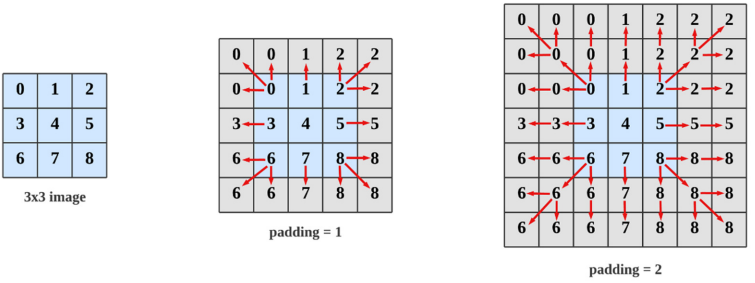 0 1 2
3 4 5
6 7 8
3x3 image
0 0 1 2 2
0 0 1 2 2
3 3 4 5 5
6 6 7 8 8
6 6 7 8 8
padding = 1
0 0 0 1 2 2 2
0 0 0 1 2 2 2
0 0 0 1 2 2 2
3 3 3 4 5 5 5
6 6 6 7 8 8 8
6 6 6 7 8 8 8
6 6 6 7 8 8 8
padding = 2